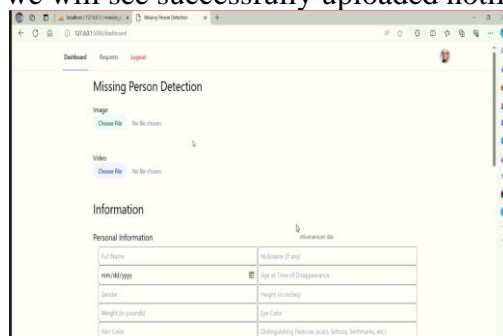 we will see successfully uploaded
Missing Person Detection
127.0.0.1:5000/dashboard
Dashboard Requests Logout
Missing Person Detection
Image:
Choose File No file chosen
Video:
Choose File No file chosen
Information
Personal Information
Full Name Nickname (if any)
mm/dd/yyyy Age at Time of Disappearance
Gender Height (in inches)
Weight (in pounds) Eye Color
Hair Color Distinguishing Features (scars, tattoos, birthmarks, etc.)